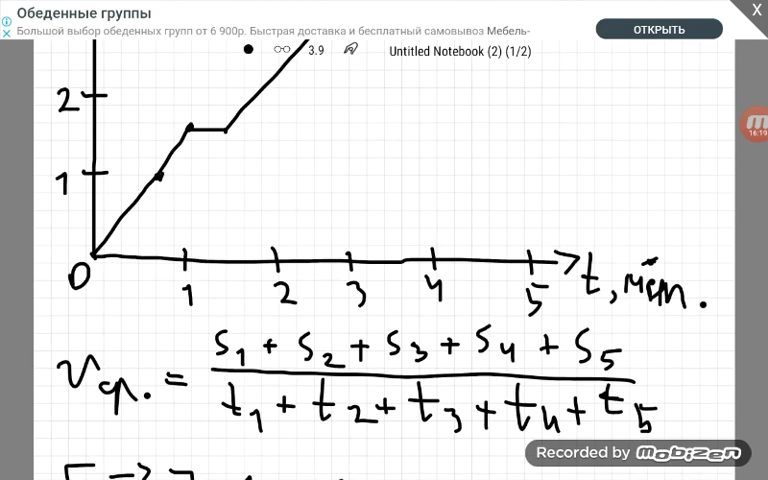 Обеденные группы
Большой выбор обеденных групп от 6 900р. Быстрая доставка и бесплатный самовывоз Мебель-
ОТКРЫТЬ
X
3.9 Untitled Notebook (2) (1/2)
2
1
16:19
0 1 2 3 4 5 t, мин.
S1 + S2 + S3 + S4 + S5
Vср. =
t1 + t2 + t3 + t4 + t5
Recorded by mobizen